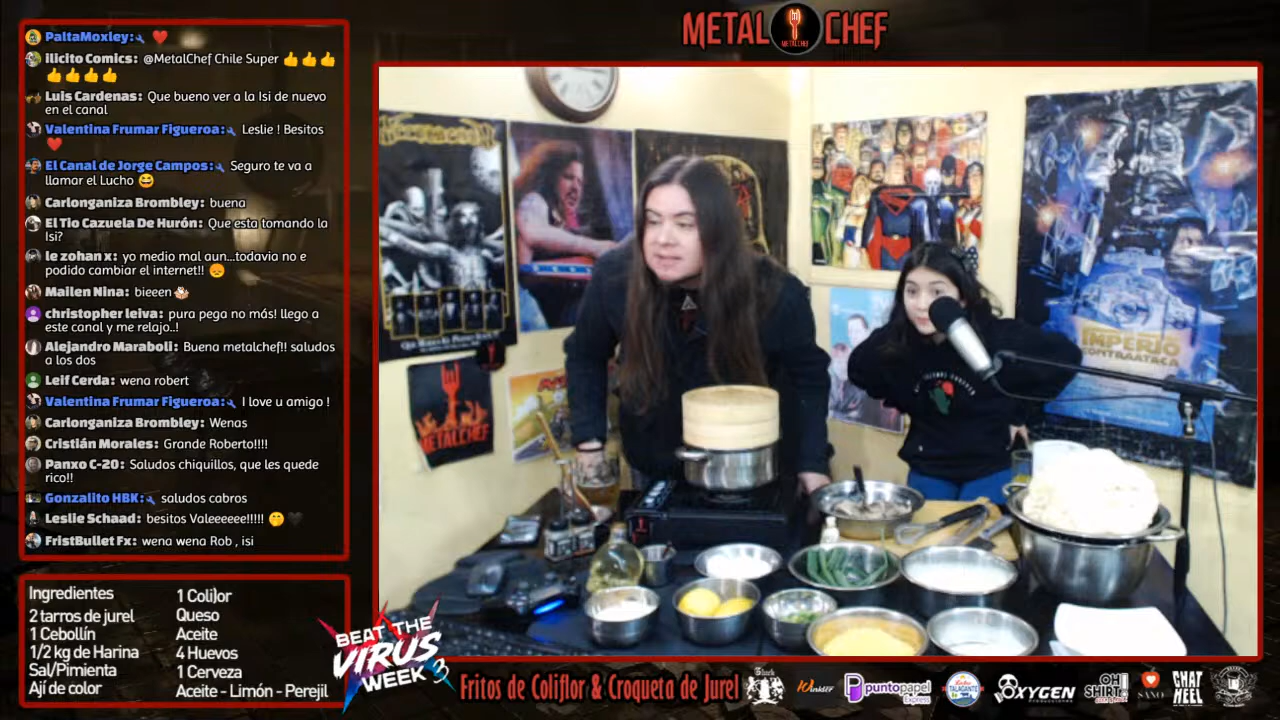 METAL CHEF
METALCHEF
PaltaMoxley: ❤️
ilicito Comics: @MetalChef Chile Super 👍👍👍
👍👍👍👍
Luis Cardenas: Que bueno ver a la Isi de nuevo
en el canal
Valentina Frumar Figueroa: Leslie ! Besitos
❤️
El Canal de Jorge Campos: Seguro te va a
llamar el Lucho 😅
Carlonganiza Brombley: buena
El Tio Cazuela De Hurón: Que esta tomando la
Isi?
le zohan x: yo medio mal aun...todavia no e
podido cambiar el internet!! 😞
Mailen Nina: bieeen
christopher leiva: pura pega no más! llego a
este canal y me relajo..!
Alejandro Maraboli: Buena metalchef!! saludos
a los dos
Leif Cerda: wena robert
Valentina Frumar Figueroa: I love u amigo !
Carlonganiza Brombley: Wenas
Cristián Morales: Grande Roberto!!!!
Panxo C-20: Saludos chiquillos, que les quede
rico!!
Gonzalito HBK: saludos cabros
Leslie Schaad: besitos Valeeeeee!!!!! 🤭🖤
FristBullet Fx: wena wena Rob , isi
METALCHEF
IMPERIO
CONTRAATACA
Ingredientes
2 tarros de jurel
1 Cebollín
1/2 kg de Harina
Sal/Pimienta
Ají de color
1 Coliflor
Queso
Aceite
4 Huevos
1 Cerveza
Aceite - Limón - Perejil
BEAT THE
VIRUS
WEEK 3
Fritos de Coliflor & Croqueta de Jurel
Winkler
puntopapel
Express
TALAGANTE
OXYGEN
OH
SHIRT!
SANO
CHAT
MEEL